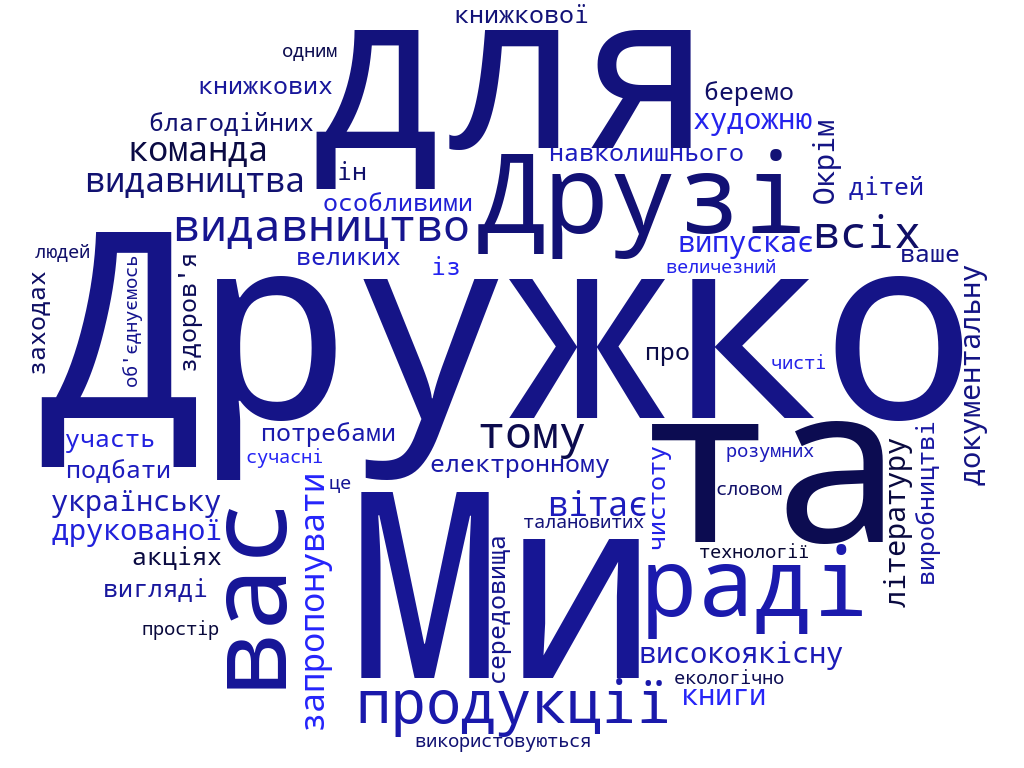 книжкової
для
одним
книжкових
беремо
благодійних
художню
Окрім
команда
навколишнього
ін
Друзі
видавництва
дітей
особливими
видавництво
всіх
випускає
людей
великих
із
ваше
величезний
Дружко
заходах
об'єднуємось
здоров'я
про
чисті
документальну
участь
потребами
тому
та
подбати
сучасні
електронному
розумних
чистоту
виробництві
це
словом
українську
вас
запропонувати
Ми
вітає
літературу
друкованої
талановитих
акціях
технології
середовища
раді
вигляді
простір
високоякісну
екологічно
продукції
книги
використовуються